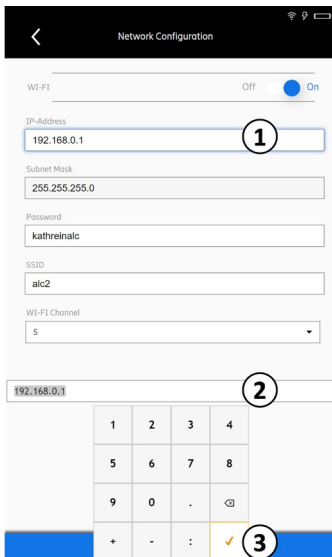 Network Configuration
WI-FI Off On
IP-Address
192.168.0.1
1
Subnet Mask
255.255.255.0
Password
kathreinalc
SSID
alc2
WI-FI Channel
5
192.168.0.1
2
1 2 3 4
5 6 7 8
9 0 .
+ - :
3